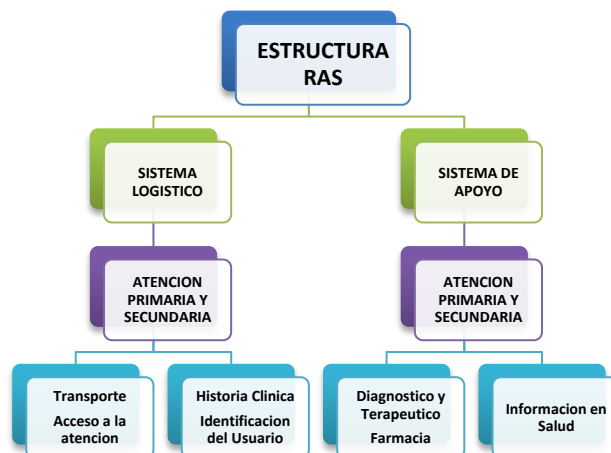 ESTRUCTURA
RAS
SISTEMA
LOGISTICO
SISTEMA DE
APOYO
ATENCION
PRIMARIA Y
SECUNDARIA
ATENCION
PRIMARIA Y
SECUNDARIA
Transporte
Acceso a la
atencion
Historia Clinica
Identificacion
del Usuario
Diagnostico y
Terapeutico
Farmacia
Informacion en
Salud